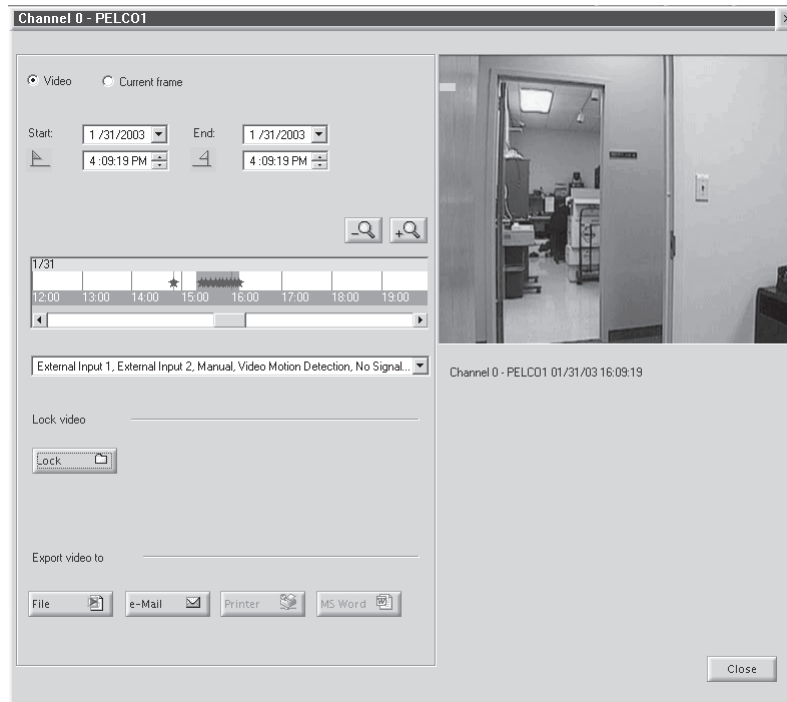 Channel 0 - PELCO1
Video
Current frame
Start:
1 /31/2003
End:
1 /31/2003
4 :09:19 PM
4 :09:19 PM
1/31
12:00 13:00 14:00 15:00 16:00 17:00 18:00 19:00
External Input 1, External Input 2, Manual, Video Motion Detection, No Signal...
Channel 0 - PELCO1 01/31/03 16:09:19
Lock video
Lock
Export video to
File
e-Mail
Printer
MS Word
Close